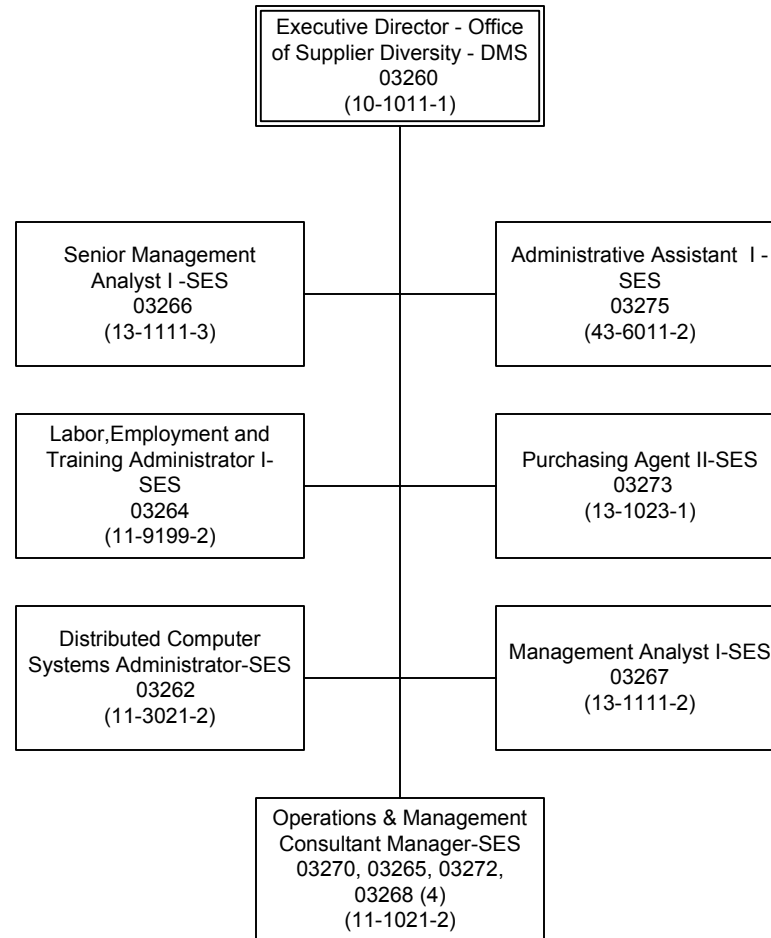 Executive Director - Office
of Supplier Diversity - DMS
03260
(10-1011-1)
Senior Management
Analyst I -SES
03266
(13-1111-3)
Administrative Assistant  I -
SES
03275
(43-6011-2)
Labor,Employment and
Training Administrator I-
SES
03264
(11-9199-2)
Purchasing Agent II-SES
03273
(13-1023-1)
Distributed Computer
Systems Administrator-SES
03262
(11-3021-2)
Management Analyst I-SES
03267
(13-1111-2)
Operations & Management
Consultant Manager-SES
03270, 03265, 03272,
03268 (4)
(11-1021-2)